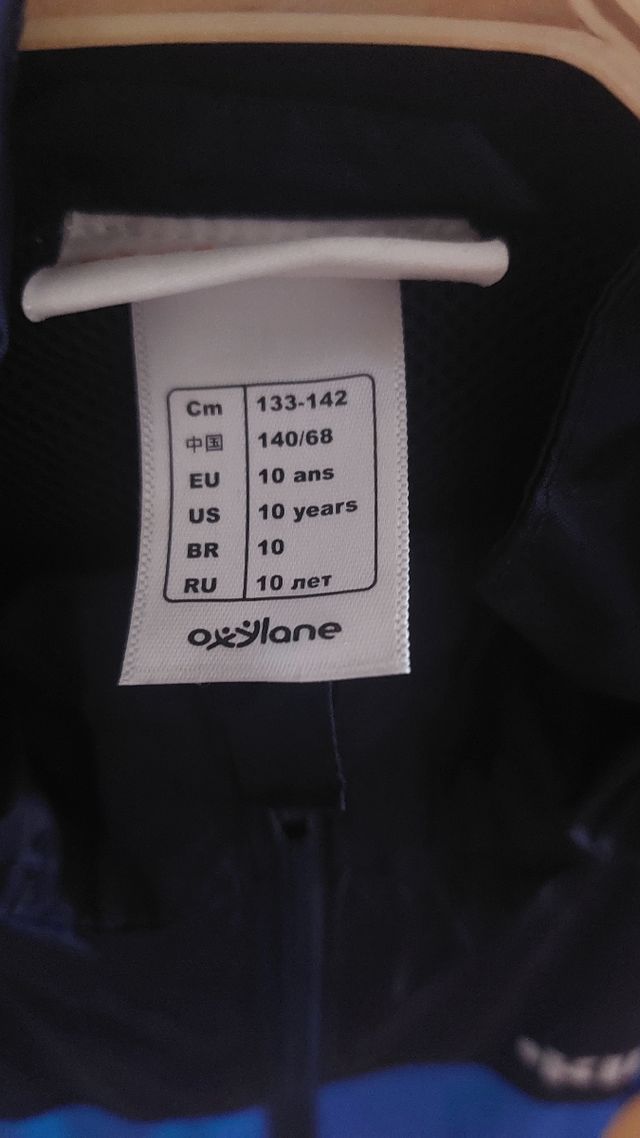 Cm 133-142
中国 140/68
EU 10 ans
US 10 years
BR 10
RU 10 лет
oxylane